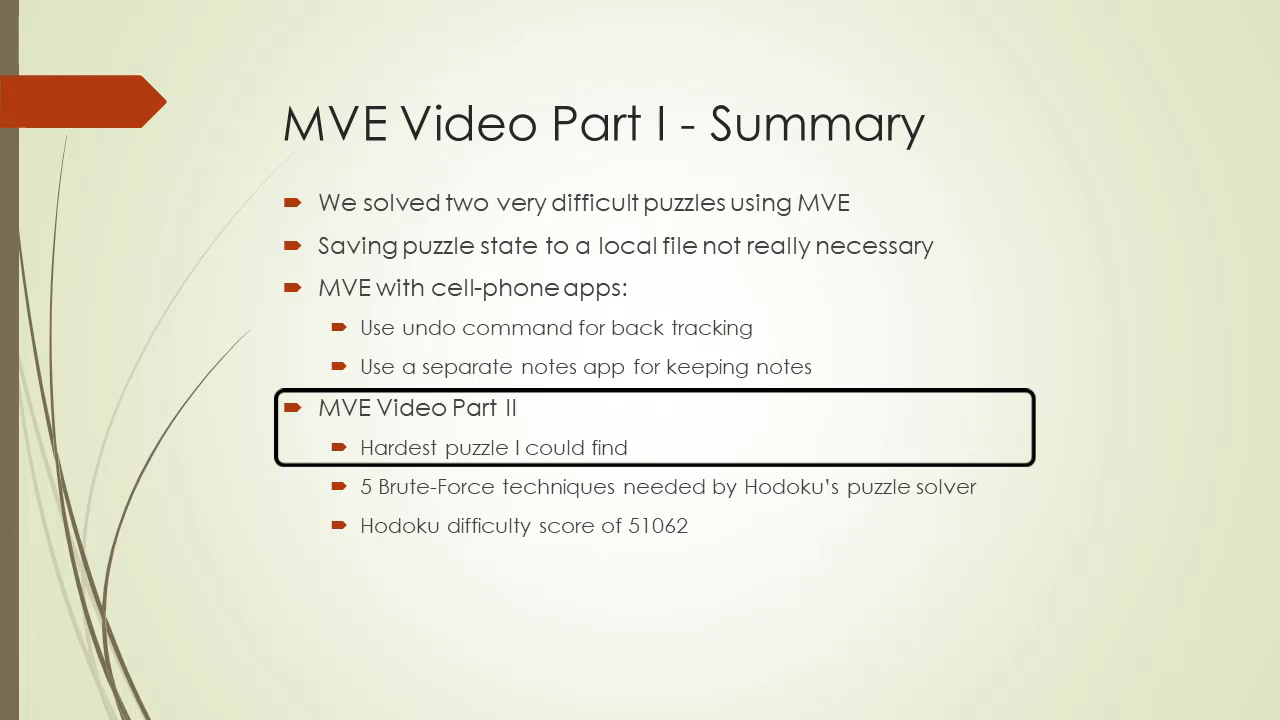 MVE Video Part I - Summary
We solved two very difficult puzzles using MVE
Saving puzzle state to a local file not really necessary
MVE with cell-phone apps:
Use undo command for back tracking
Use a separate notes app for keeping notes
MVE Video Part II
Hardest puzzle I could find
5 Brute-Force techniques needed by Hodoku's puzzle solver
Hodoku difficulty score of 51062